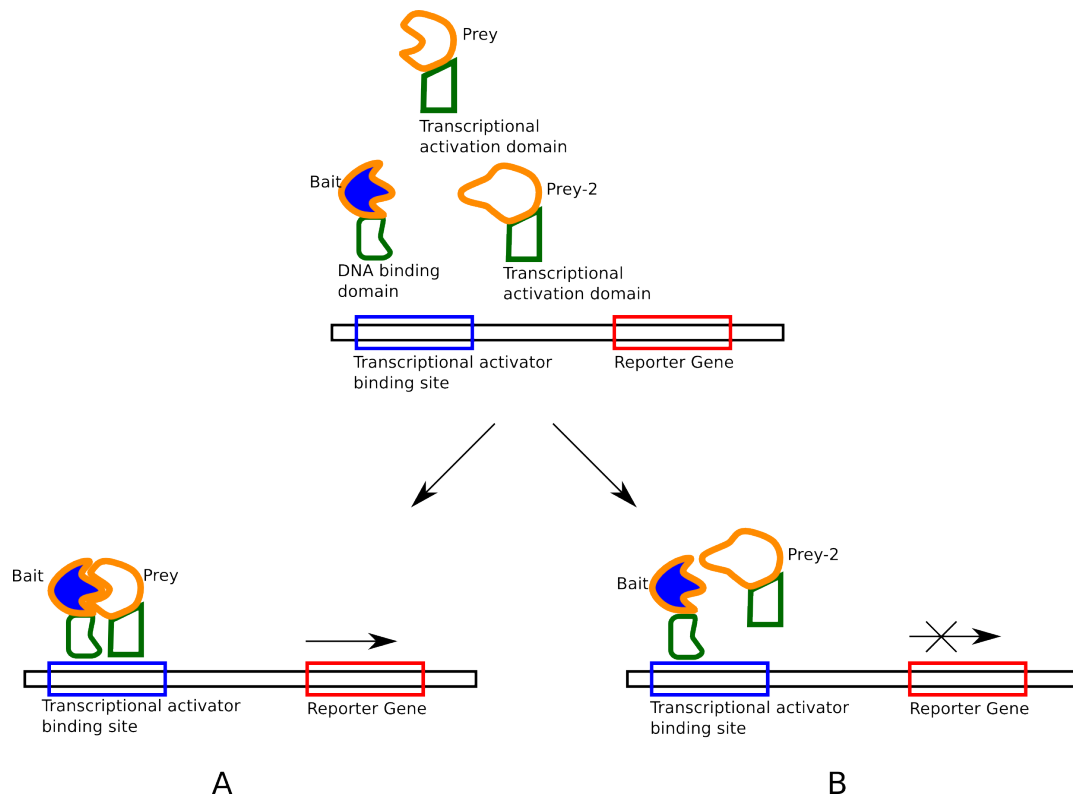 Prey
Transcriptional
activation domain
Bait
Prey-2
DNA binding
domain
Transcriptional
activation domain
Transcriptional activator
binding site
Reporter Gene
Bait
Prey
Transcriptional activator
binding site
Reporter Gene
A
Prey-2
Bait
Transcriptional activator
binding site
Reporter Gene
B